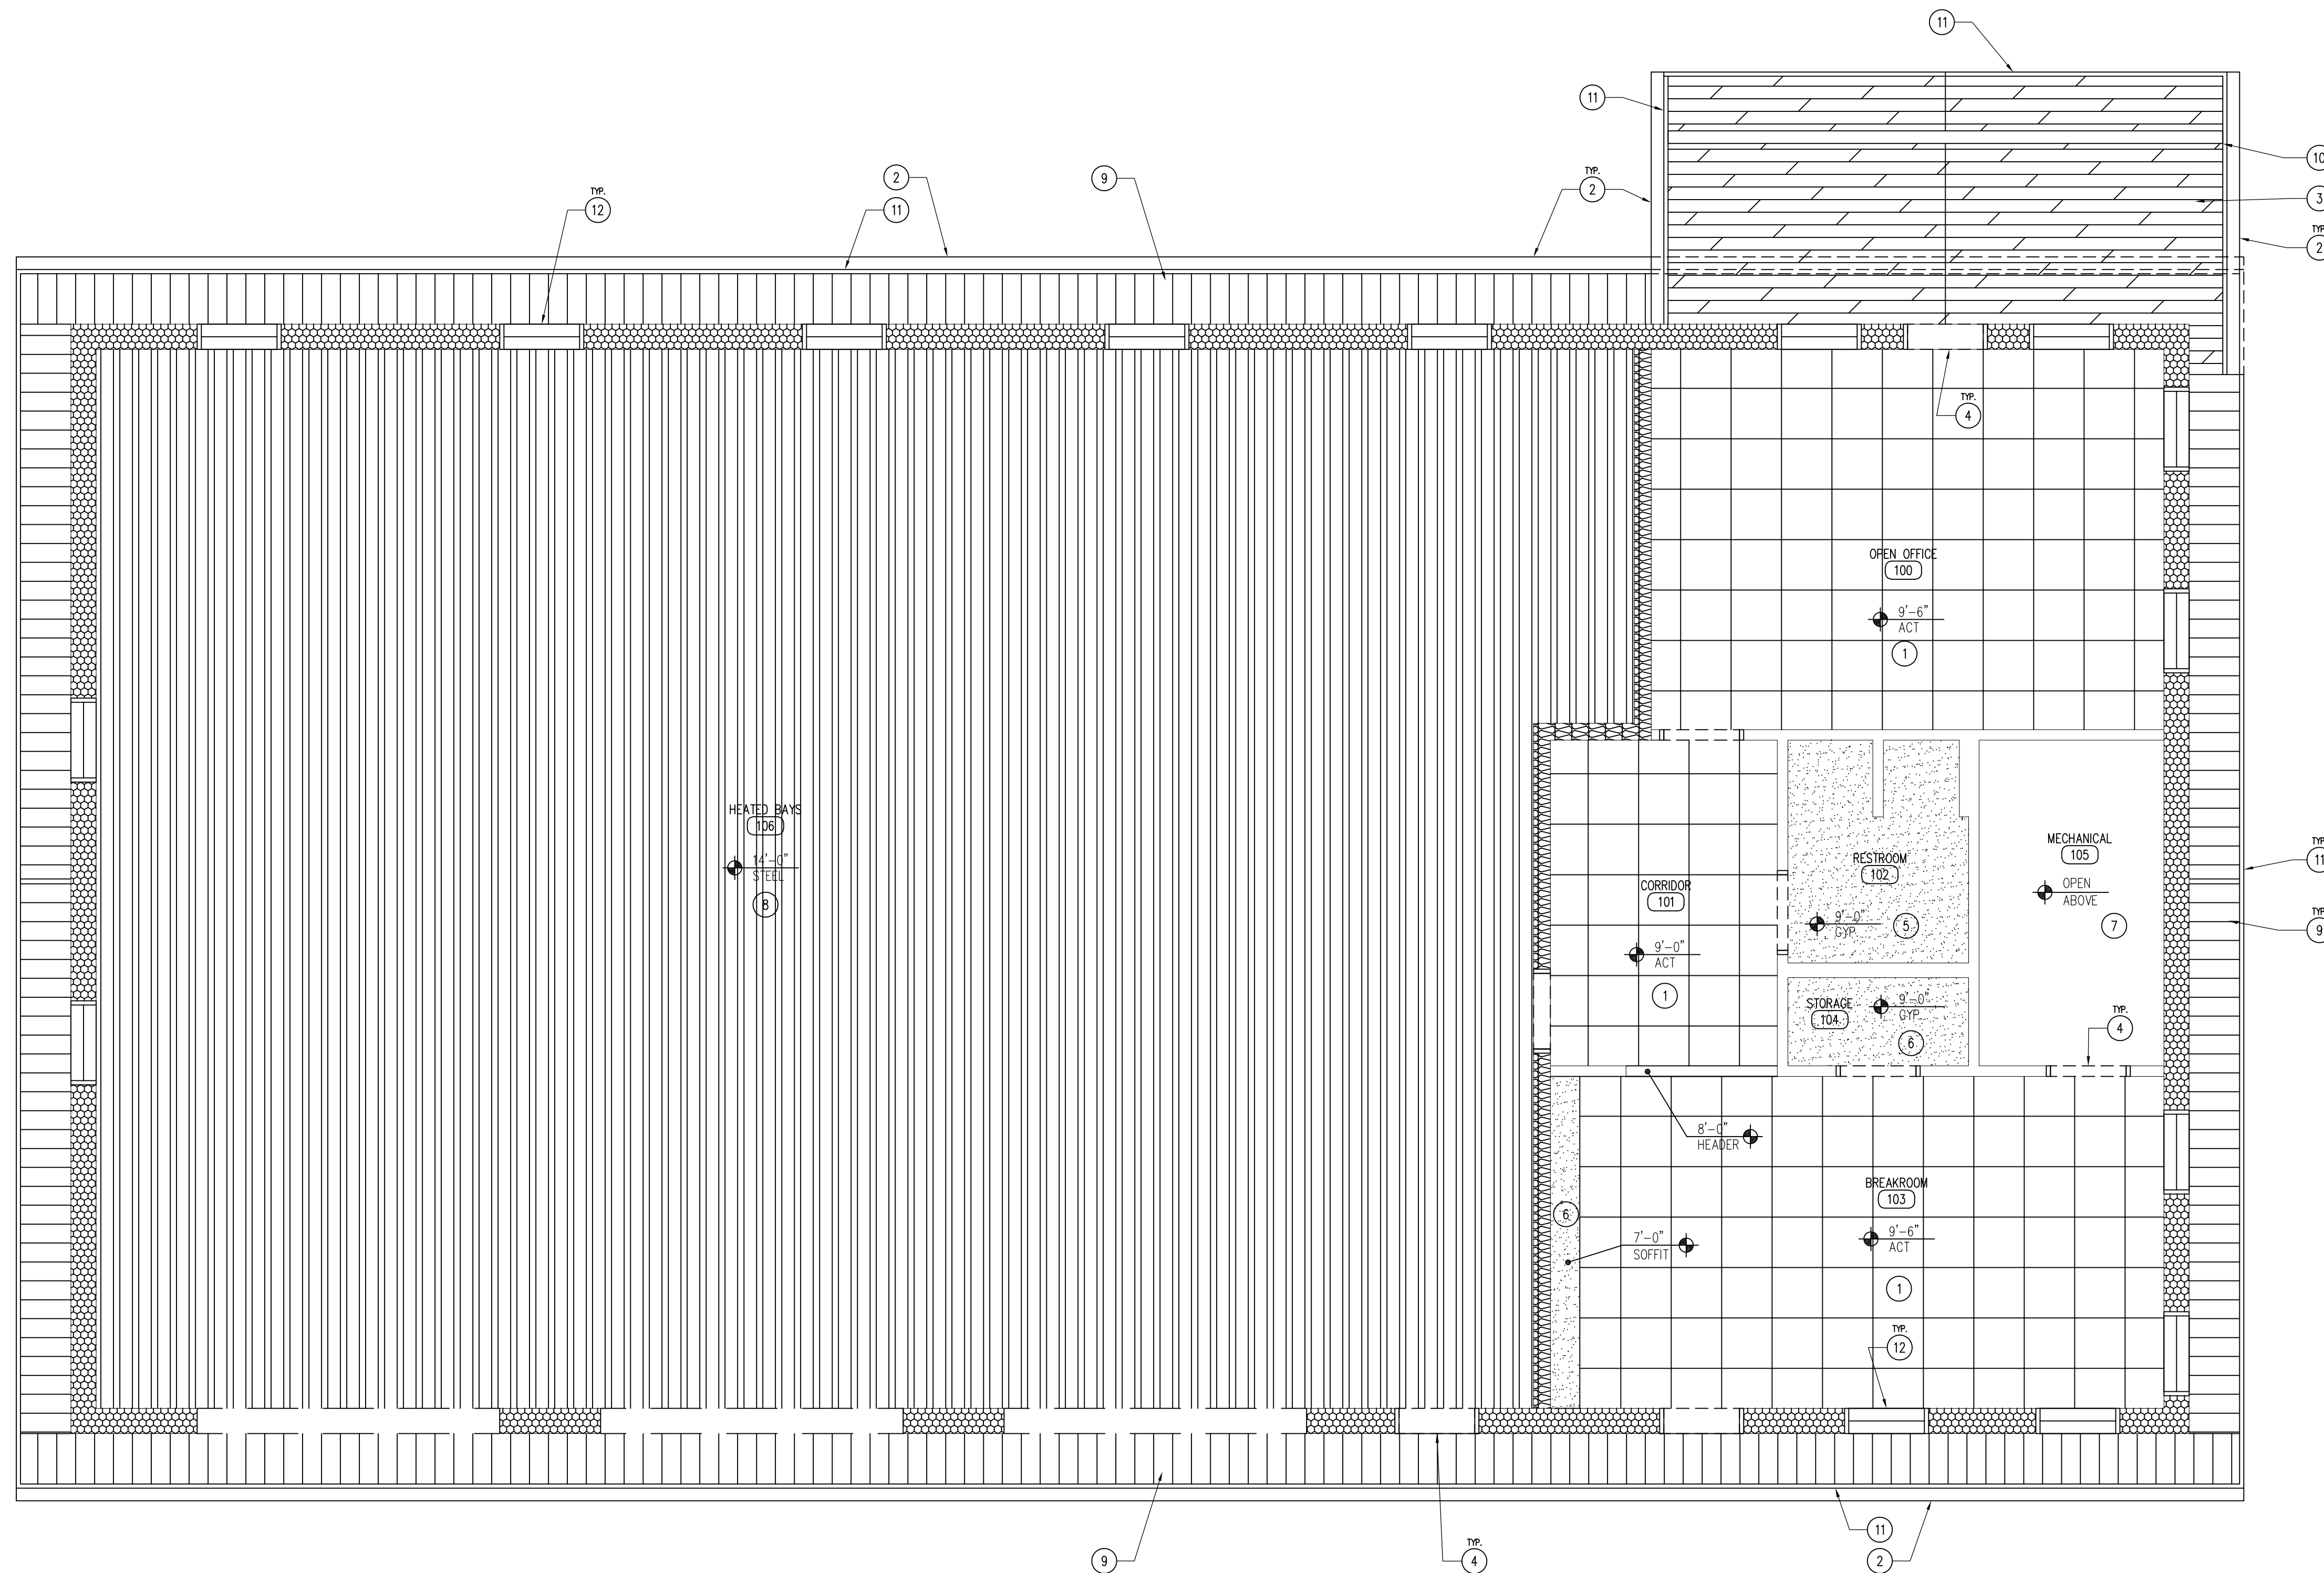 11
11
10
TYP.
12
2
11
9
TYP.
2
3
TYP.
2
TYP.
4
OPEN OFFICE
100
9'-6"
ACT
1
HEATED BAYS
106
14'-0"
STEEL
8
CORRIDOR
101
9'-0"
ACT
1
RESTROOM
102
9'-0"
GYP.
5
MECHANICAL
105
OPEN
ABOVE
7
TYP.
11
TYP.
9
STORAGE
104
9'-0"
GYP.
6
TYP.
4
8'-0"
HEADER
BREAKROOM
103
9'-6"
ACT
1
6
7'-0"
SOFFIT
TYP.
12
9
TYP.
4
11
2